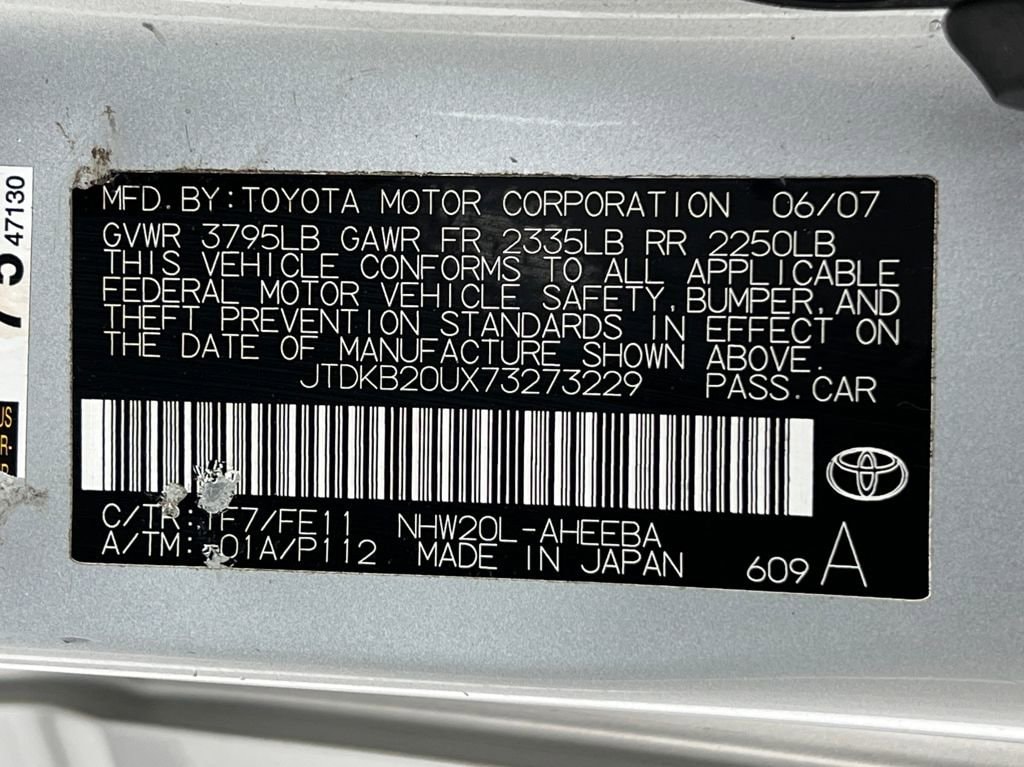 MFD. BY: TOYOTA MOTOR CORPORATION 06/07
GVWR 3795LB GAWR FR 2335LB RR 2250LB
THIS VEHICLE CONFORMS TO ALL APPLICABLE
FEDERAL MOTOR VEHICLE SAFETY, BUMPER, AND
THEFT PREVENTION STANDARDS IN EFFECT ON
THE DATE OF MANUFACTURE SHOWN ABOVE.
JTDKB20UX73273229 PASS. CAR
C/TR: 1F7/FE11 NHW20L-AHEEBA
A/TM: -01A/P112 MADE IN JAPAN
609 A
47130